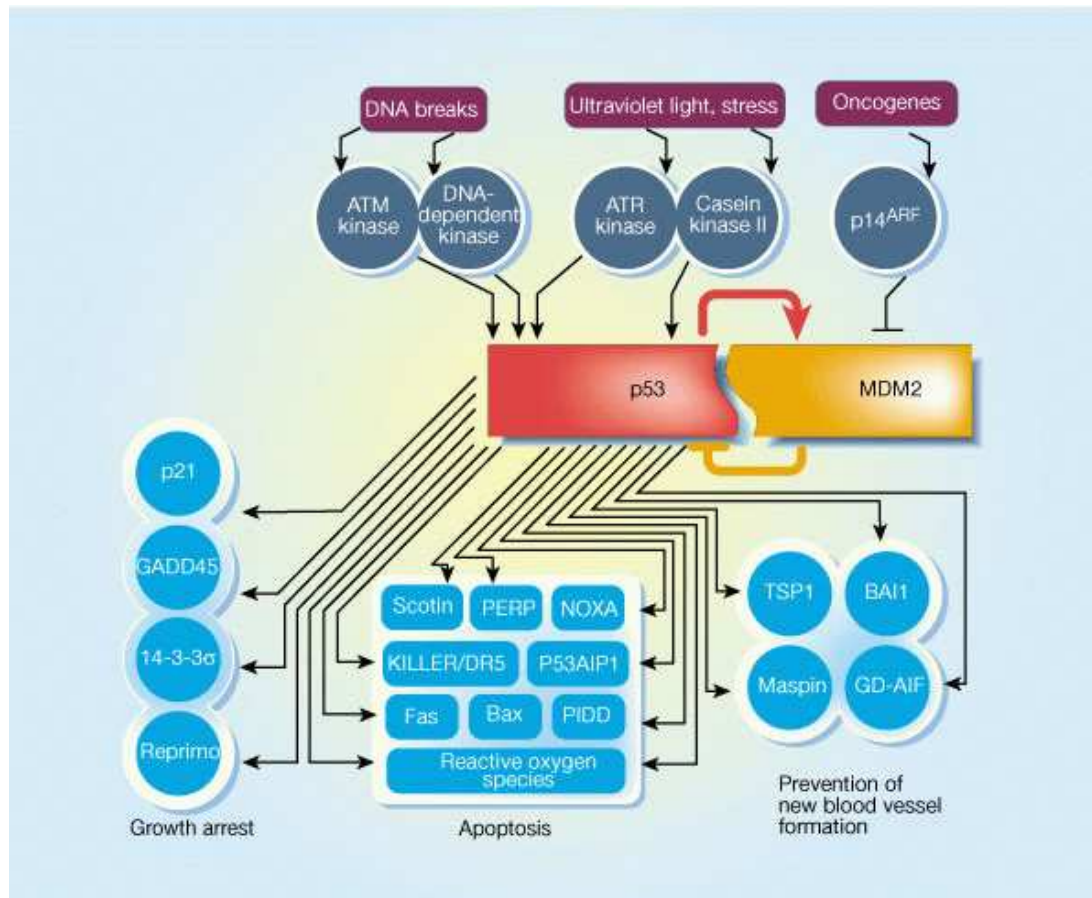 DNA breaks
Ultraviolet light, stress
Oncogenes
ATM
kinase
DNA-
dependent
kinase
ATR
kinase
Casein
kinase II
p14ARF
p53
MDM2
p21
GADD45
14-3-3σ
Reprimo
Growth arrest
Scotin
PERP
NOXA
KILLER/DR5
P53AIP1
Fas
Bax
PIDD
Reactive oxygen
species
Apoptosis
TSP1
BAI1
Maspin
GD-AIF
Prevention of
new blood vessel
formation